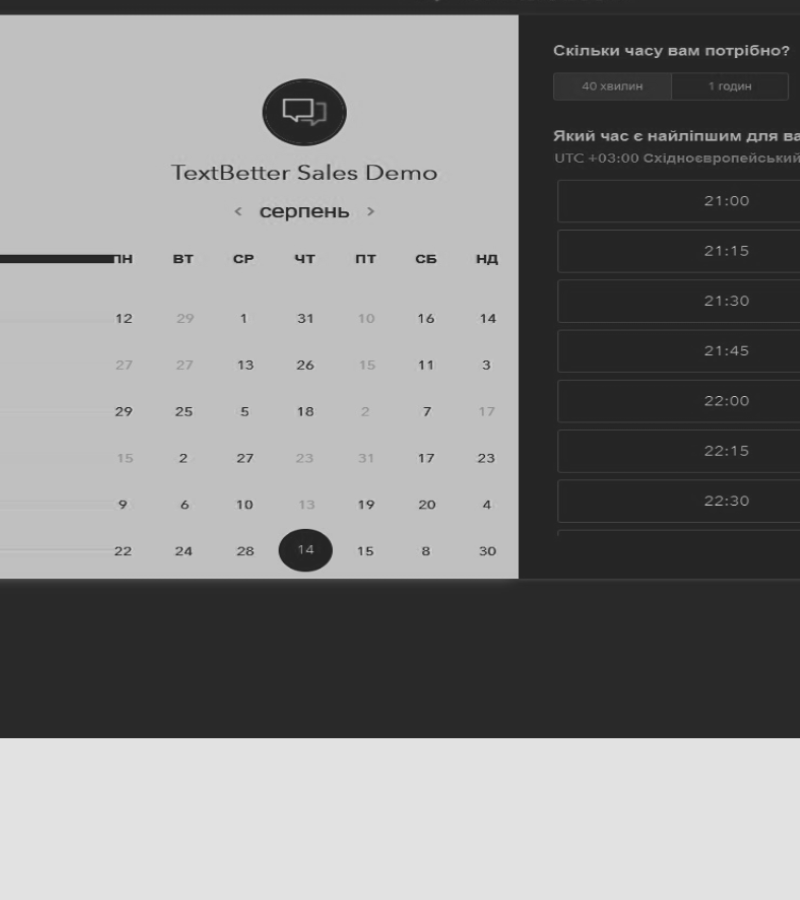 TextBetter Sales Demo
‹ серпень ›
ПН ВТ СР ЧТ ПТ СБ НД
12 29 1 31 10 16 14
27 27 13 26 15 11 3
29 25 5 18 2 7 17
15 2 27 23 31 17 23
9 6 10 13 19 20 4
22 24 28 14 15 8 30
Скільки часу вам потрібно?
40 хвилин 1 годин
Який час є найліпшим для
UTC +03:00 Східноєвропейський
21:00
21:15
21:30
21:45
22:00
22:15
22:30